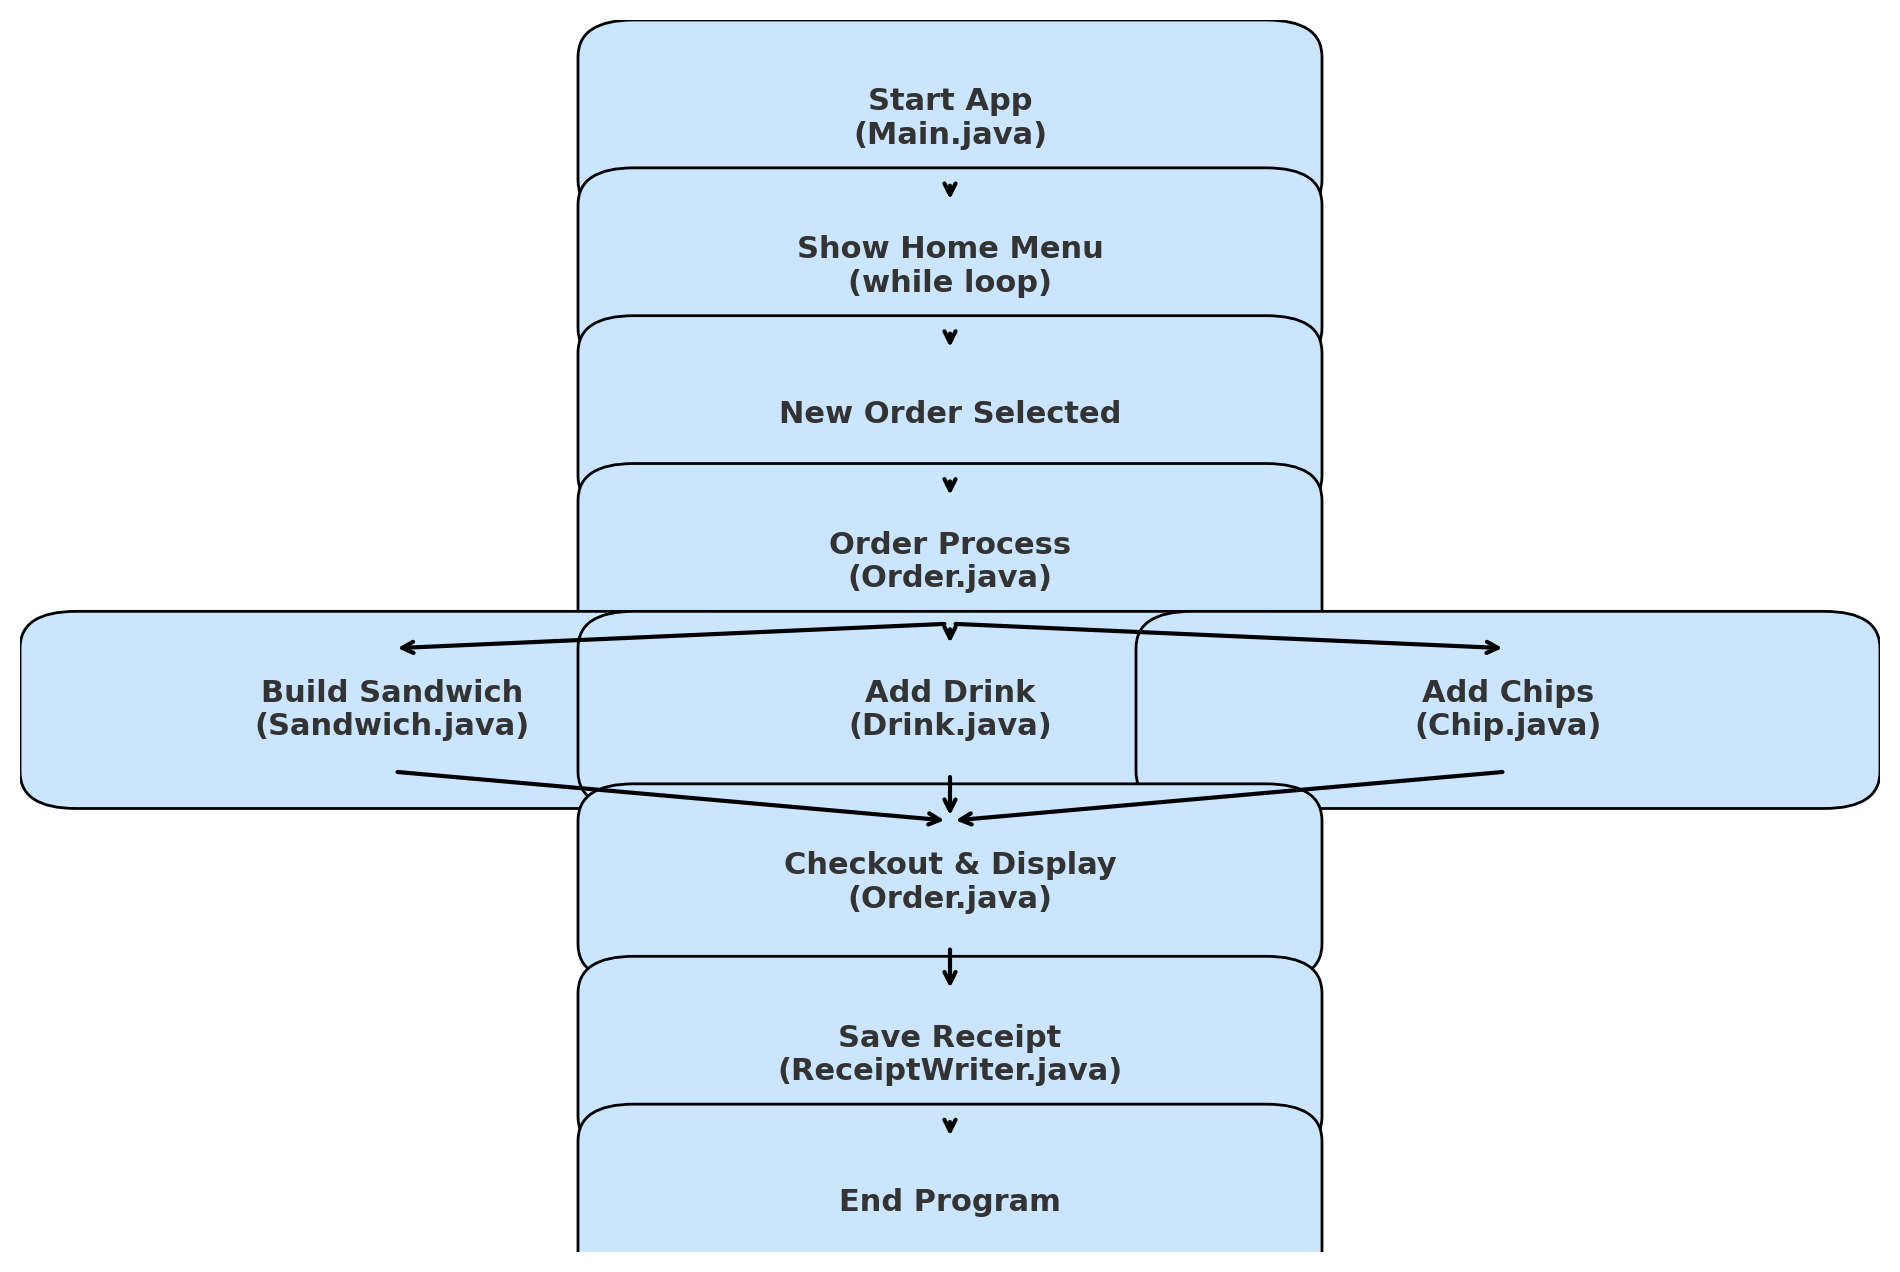 Start App
(Main.java)
Show Home Menu
(while loop)
New Order Selected
Order Process
(Order.java)
Build Sandwich
(Sandwich.java)
Add Drink
(Drink.java)
Add Chips
(Chip.java)
Checkout & Display
(Order.java)
Save Receipt
(ReceiptWriter.java)
End Program